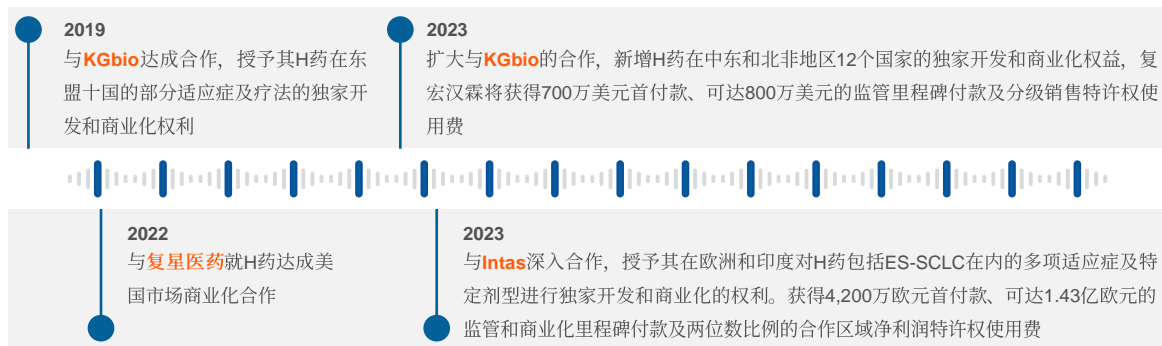 2019
与KGbio达成合作，授予其H药在东
盟十国的部分适应症及疗法的独家开
发和商业化权利
2023
扩大与KGbio的合作，新增H药在中东和北非地区12个国家的独家开发和商业化权益，复
宏汉霖将获得700万美元首付款、可达800万美元的监管里程碑付款及分级销售特许权使
用费
2022
与复星医药就H药达成美
国市场商业化合作
2023
与Intas深入合作，授予其在欧洲和印度对H药包括ES-SCLC在内的多项适应症及特
定剂型进行独家开发和商业化的权利。获得4,200万欧元首付款、可达1.43亿欧元的
监管和商业化里程碑付款及两位数比例的合作区域净利润特许权使用费